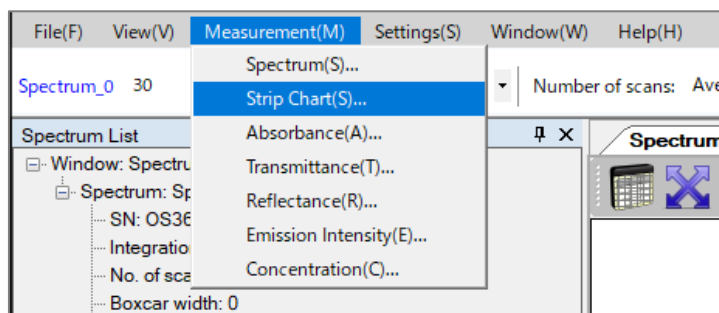 File(F) View(V) Measurement(M) Settings(S) Window(W) Help(H)
Spectrum_0 30 Number of scans: Ave
Spectrum(S)...
Strip Chart(S)...
Absorbance(A)...
Transmittance(T)...
Reflectance(R)...
Emission Intensity(E)...
Concentration(C)...
Spectrum List
Window: Spectru
Spectrum: Sp
SN: OS36
Integratio
No. of sca
Boxcar width: 0
Spectrum